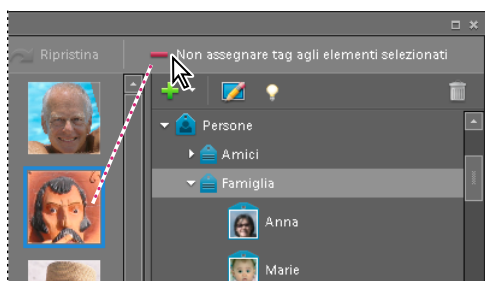 Ripristina
Non assegnare tag agli elementi selezionati
Persone
Amici
Famiglia
Anna
Marie